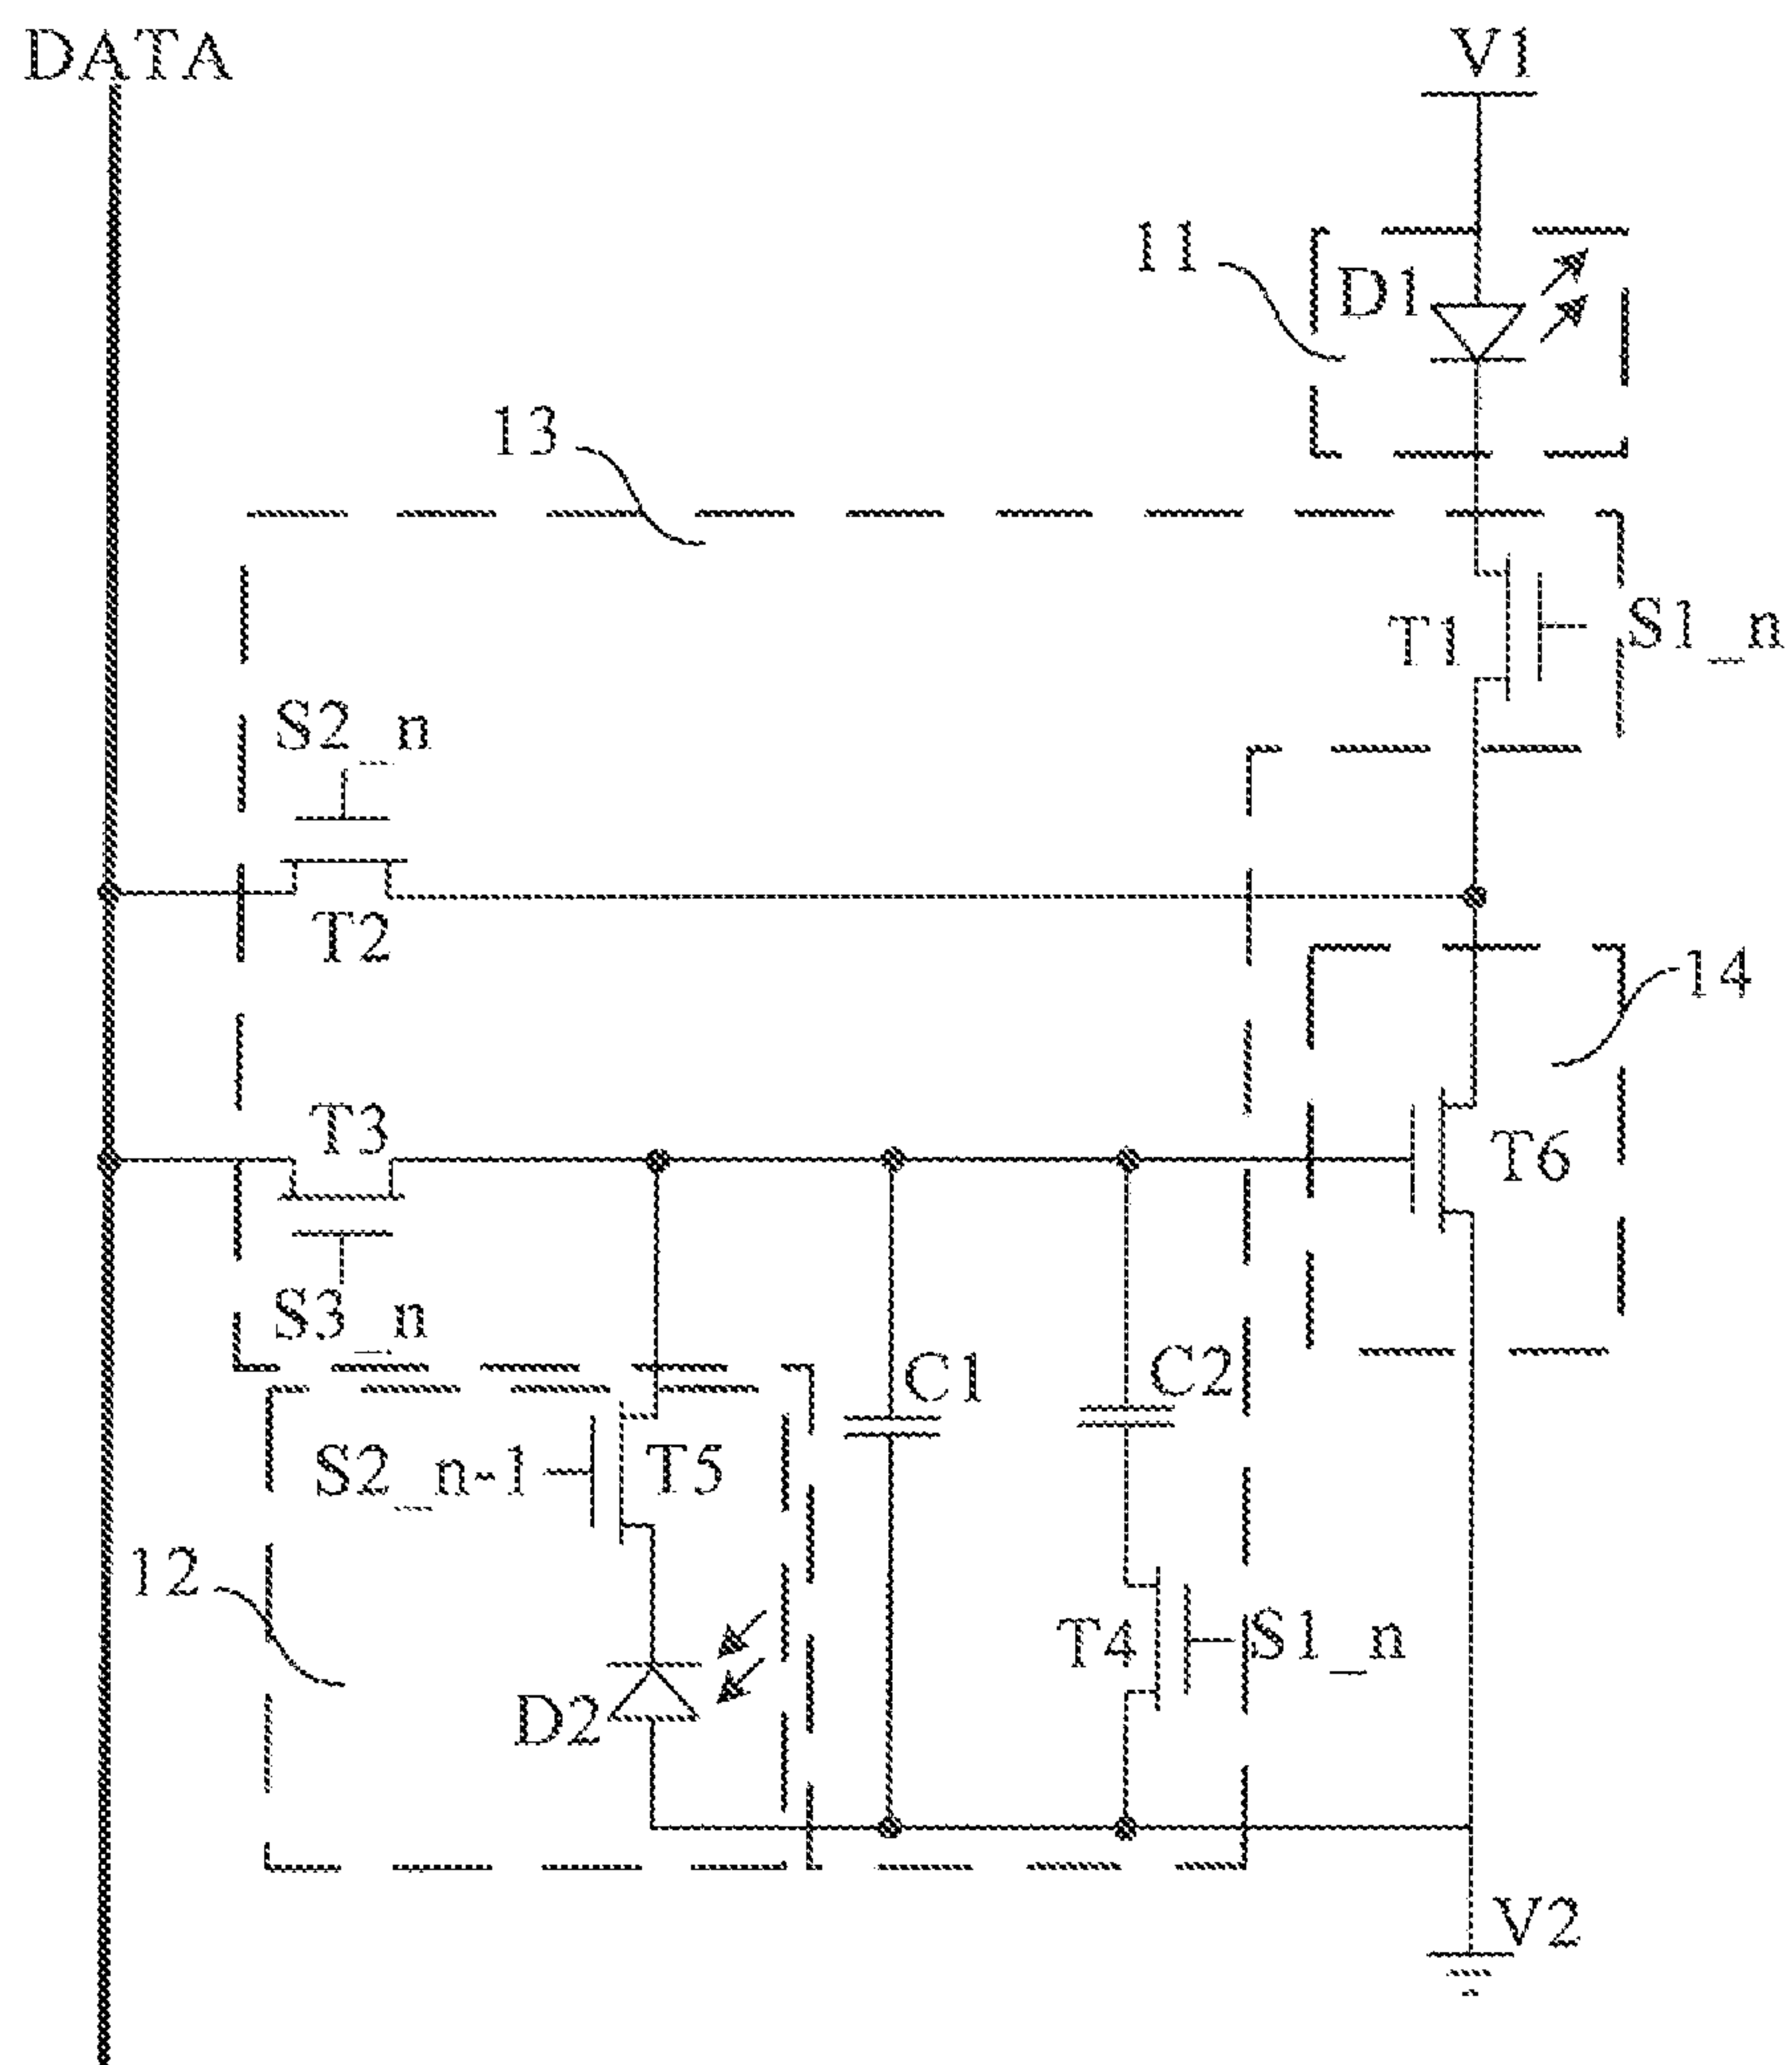 DATA
V1
11
D1
13
T1
S1_n
S2_n
T2
14
T3
T6
S3_n
C1
C2
S2_n-1
T5
12
T4
S1_n
D2
V2